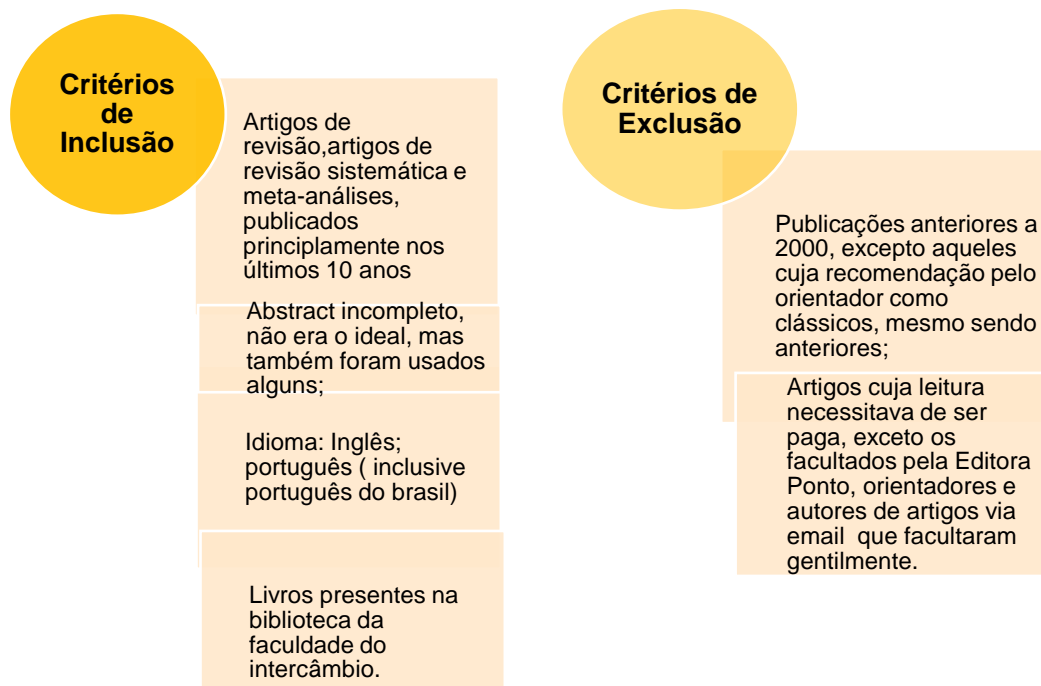 Critérios
de
Inclusão
Artigos de
revisão,artigos de
revisão sistemática e
meta-análises,
publicados
principlamente nos
últimos 10 anos
Abstract incompleto,
não era o ideal, mas
também foram usados
alguns;
Idioma: Inglês;
português ( inclusive
português do brasil)
Livros presentes na
biblioteca da
faculdade do
intercâmbio.
Critérios de
Exclusão
Publicações anteriores a
2000, excepto aqueles
cuja recomendação pelo
orientador como
clássicos, mesmo sendo
anteriores;
Artigos cuja leitura
necessitava de ser
paga, exceto os
facultados pela Editora
Ponto, orientadores e
autores de artigos via
email  que facultaram
gentilmente.